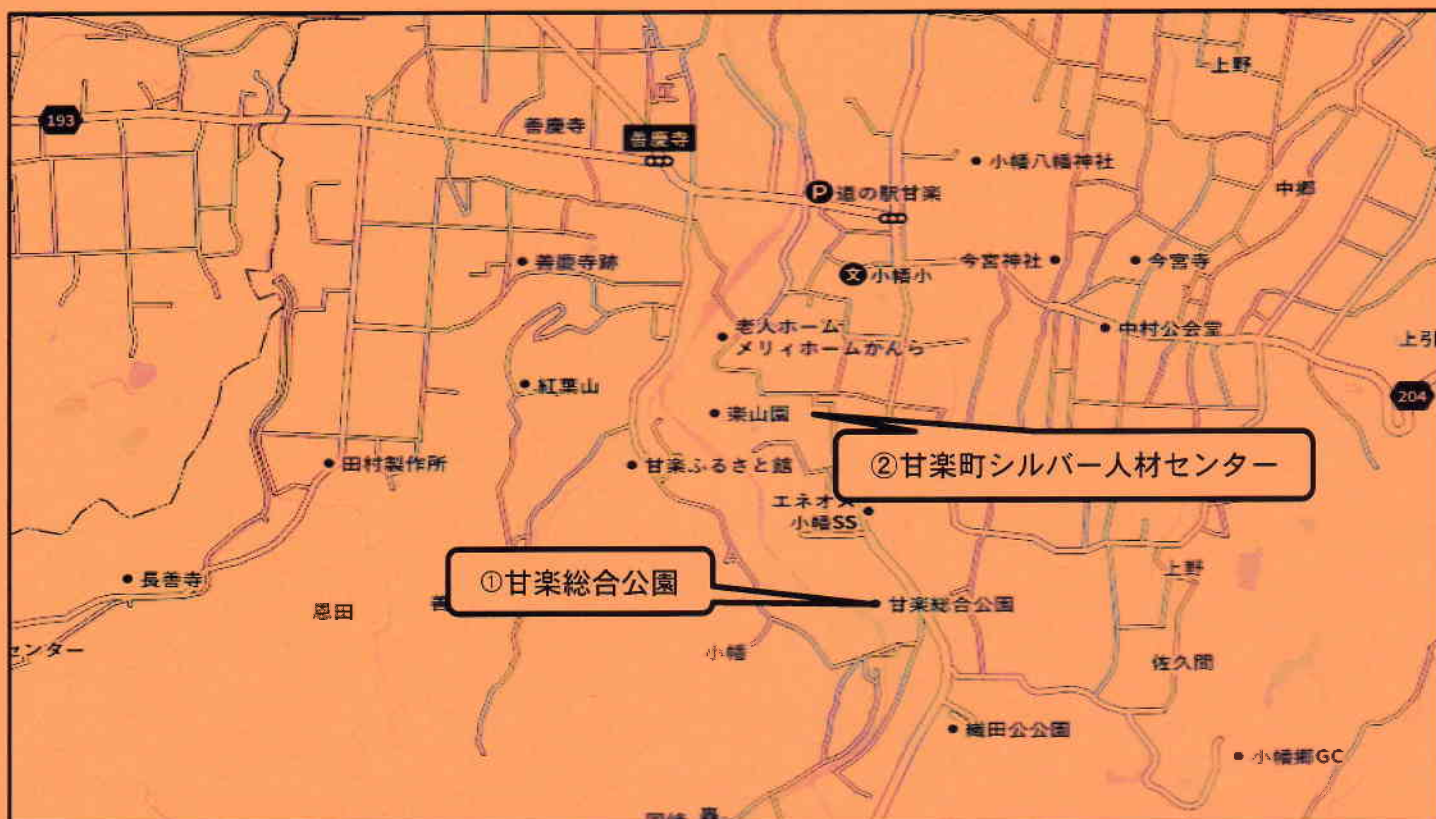 上野
193
善慶寺
善慶寺
小幡八幡神社
中郷
P 道の駅甘楽
善慶寺跡
文 小幡小
今宮神社
今宮寺
老人ホーム
メリィホームかんら
中村公会堂
上引
紅葉山
204
楽山園
②甘楽町シルバー人材センター
田村製作所
甘楽ふるさと館
エネオス
小幡SS
①甘楽総合公園
長善寺
恩田
善
甘楽総合公園
上野
センター
小幡
佐久間
織田公公園
小幡郷GC